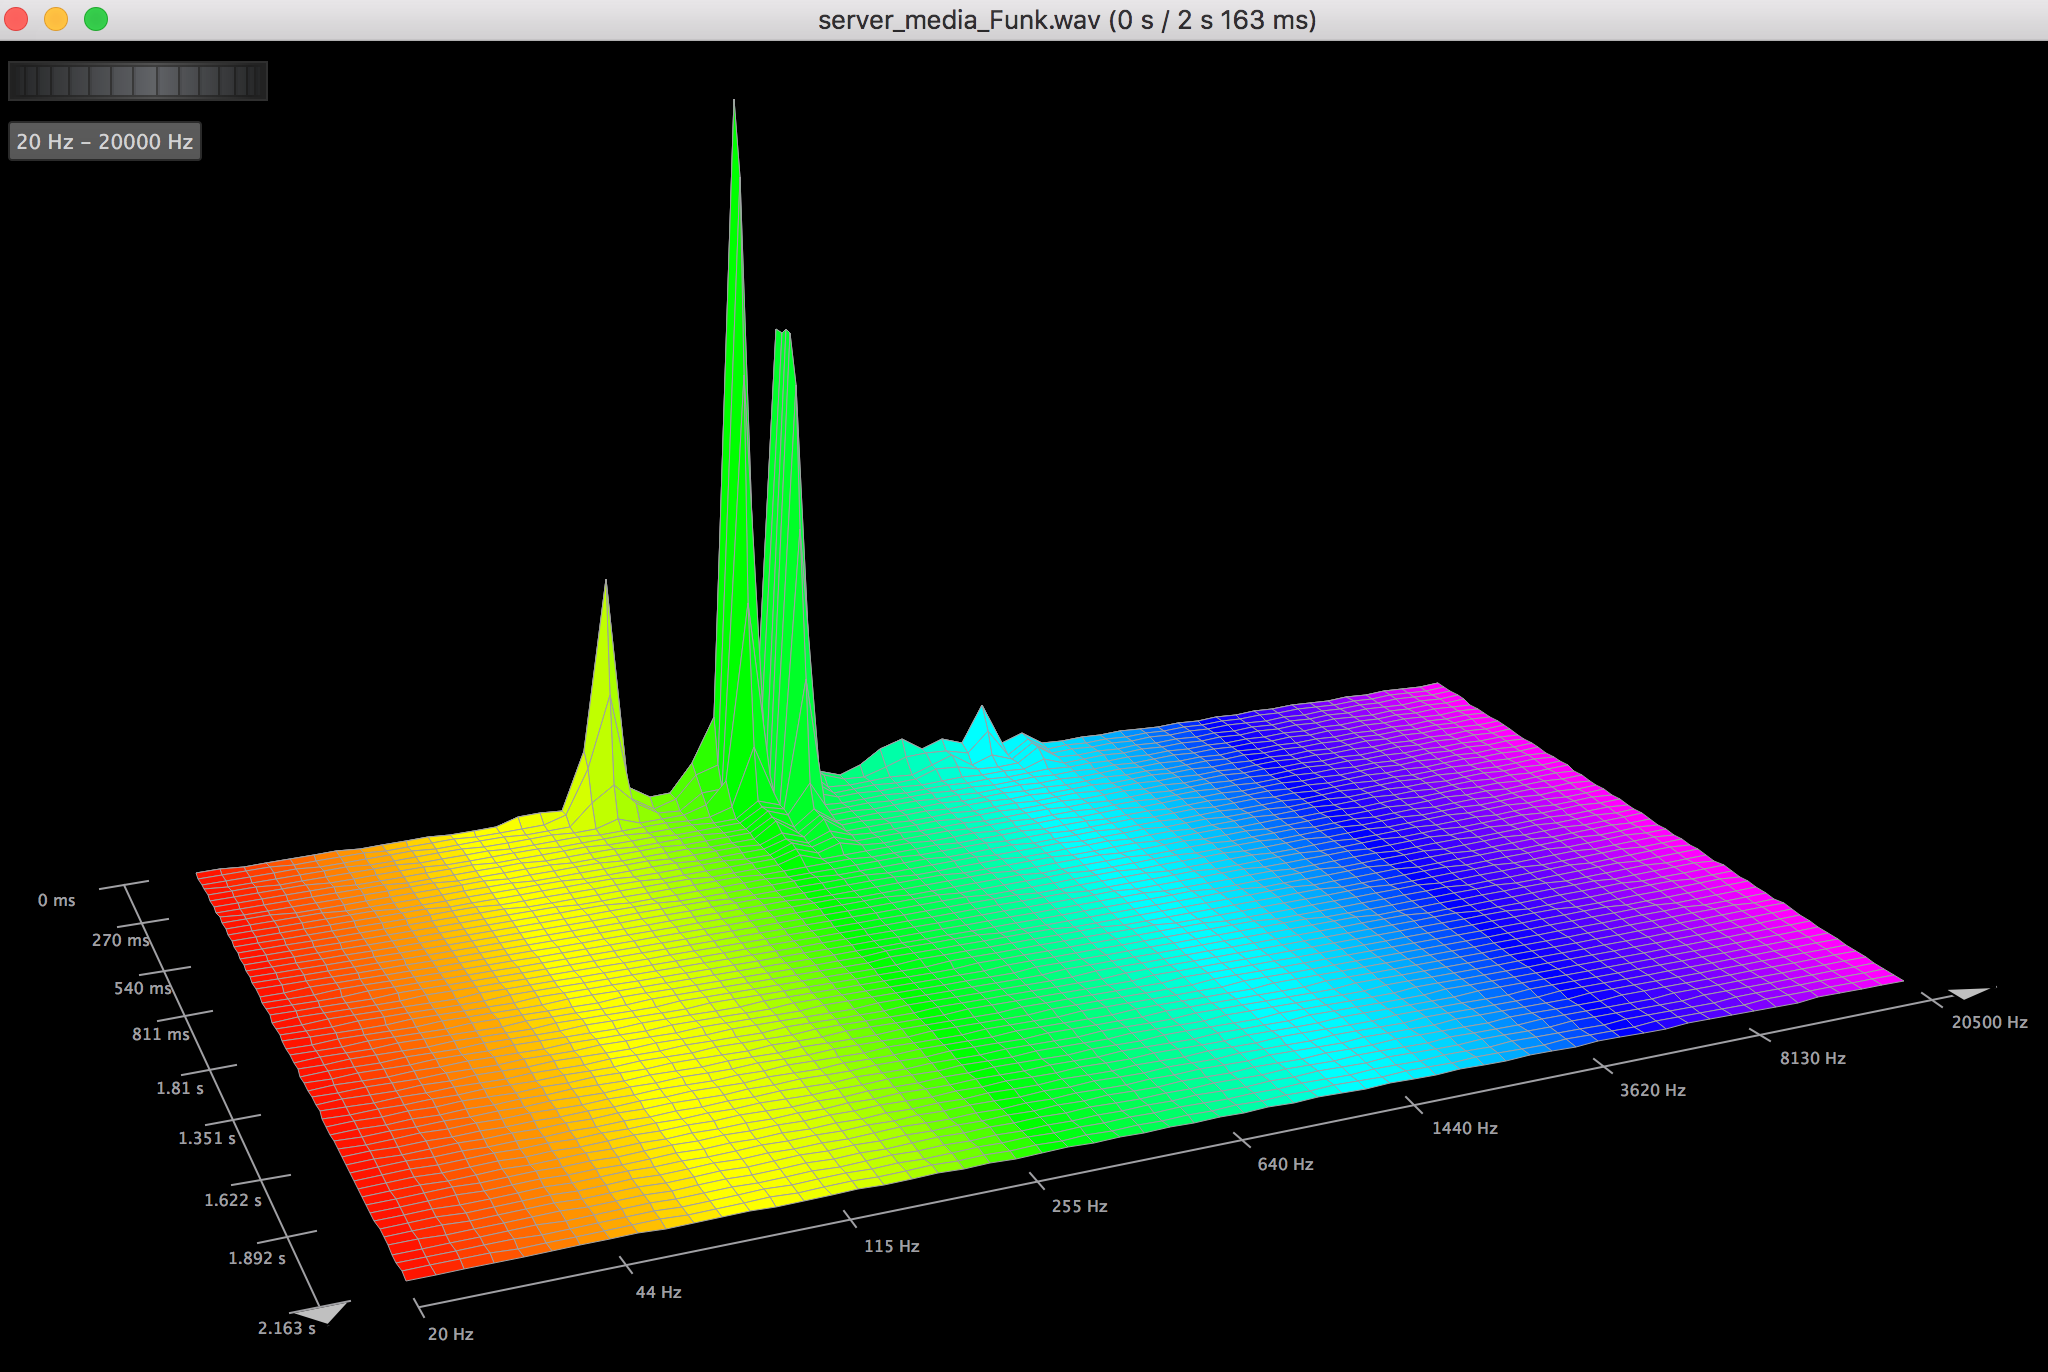 server_media_Funk.wav (0 s / 2 s 163 ms)
20 Hz – 20000 Hz
0 ms
270 ms
540 ms
811 ms
1.81 s
1.351 s
1.622 s
1.892 s
2.163 s
20 Hz
44 Hz
115 Hz
255 Hz
640 Hz
1440 Hz
3620 Hz
8130 Hz
20500 Hz